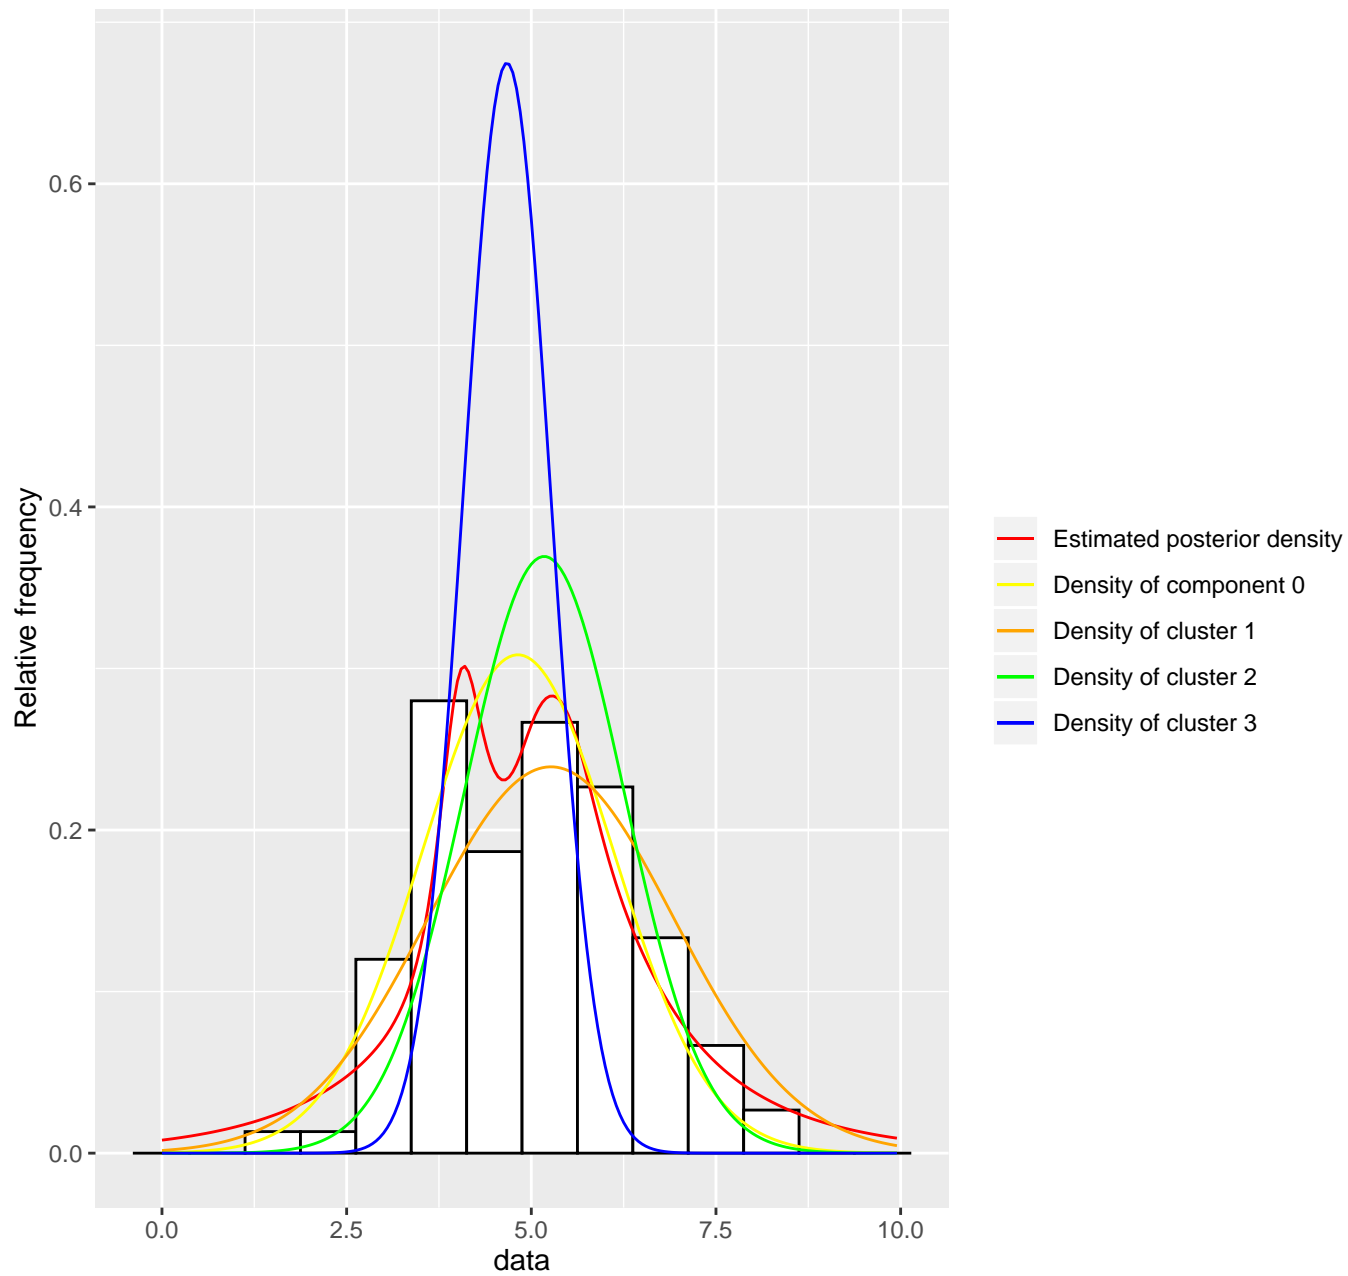 0.6
0.4
0.2
0.0
Relative frequency
0.0 2.5 5.0 7.5 10.0
data
Estimated posterior density
Density of component 0
Density of cluster 1
Density of cluster 2
Density of cluster 3